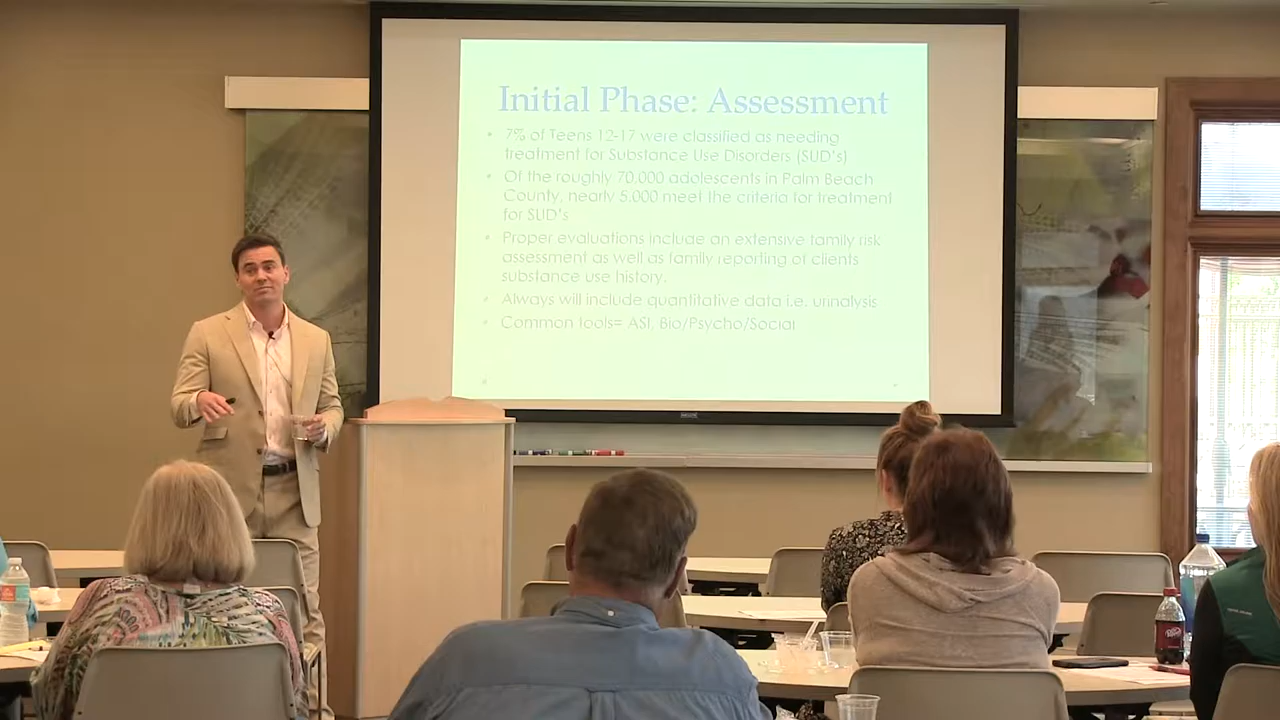 Initial Phase: Assessment
• 7% of Teens 12-17 were classified as needing
treatment for Substance Use Disorders (SUD's)
• Of the roughly 70,000 adolescents in Palm Beach
County, nearly 5,000 meet the criteria for treatment
for SUD's
• Proper evaluations include an extensive family risk
assessment as well as family reporting of clients
substance use history.
• Always will include quantitative data i.e. urinalysis
• Common tools= ASI, Bio/Psycho/Social